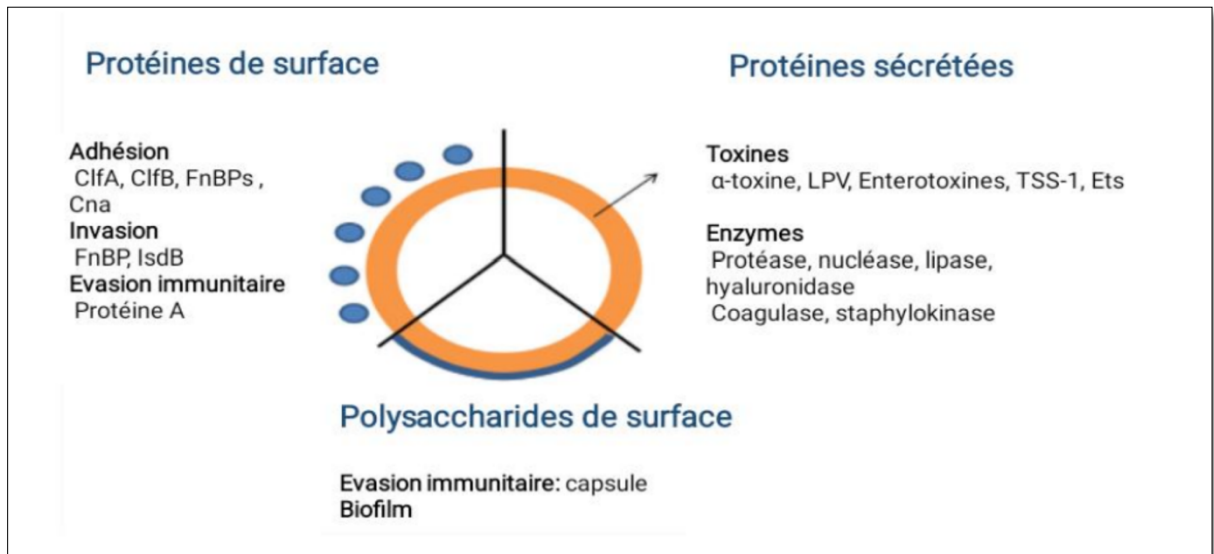 Protéines de surface
Adhésion
ClfA, ClfB, FnBPs ,
Cna
Invasion
FnBP, IsdB
Evasion immunitaire
Protéine A
Protéines sécrétées
Toxines
α-toxine, LPV, Enterotoxines, TSS-1, Ets
Enzymes
Protéase, nucléase, lipase,
hyaluronidase
Coagulase, staphylokinase
Polysaccharides de surface
Evasion immunitaire: capsule
Biofilm